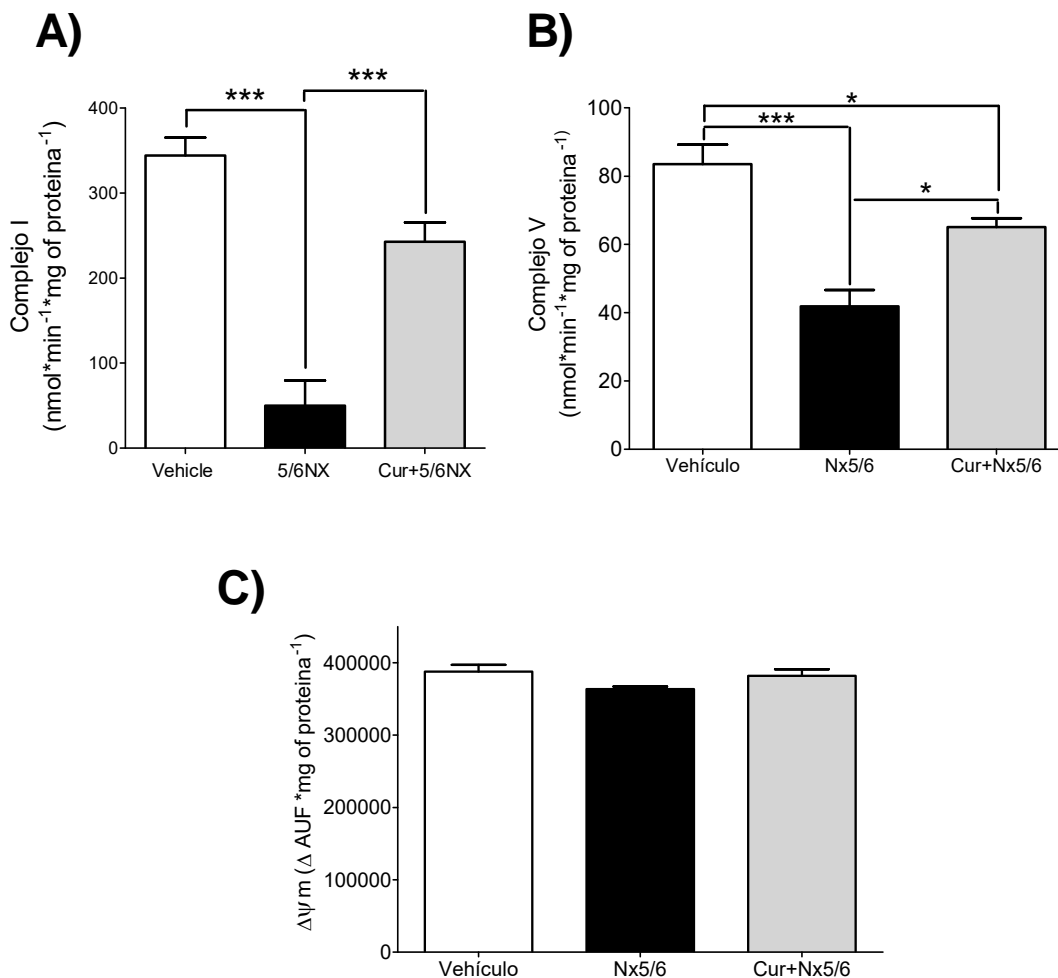 A)
***
***
400
300
200
100
0
Complejo I
(nmol*min⁻¹*mg of proteina⁻¹)
Vehicle
5/6NX
Cur+5/6NX
B)
*
***
*
100
80
60
40
20
0
Complejo V
(nmol*min⁻¹*mg of proteina⁻¹)
Vehículo
Nx5/6
Cur+Nx5/6
C)
400000
300000
200000
100000
0
Δψm (Δ AUF *mg of proteina⁻¹)
Vehículo
Nx5/6
Cur+Nx5/6